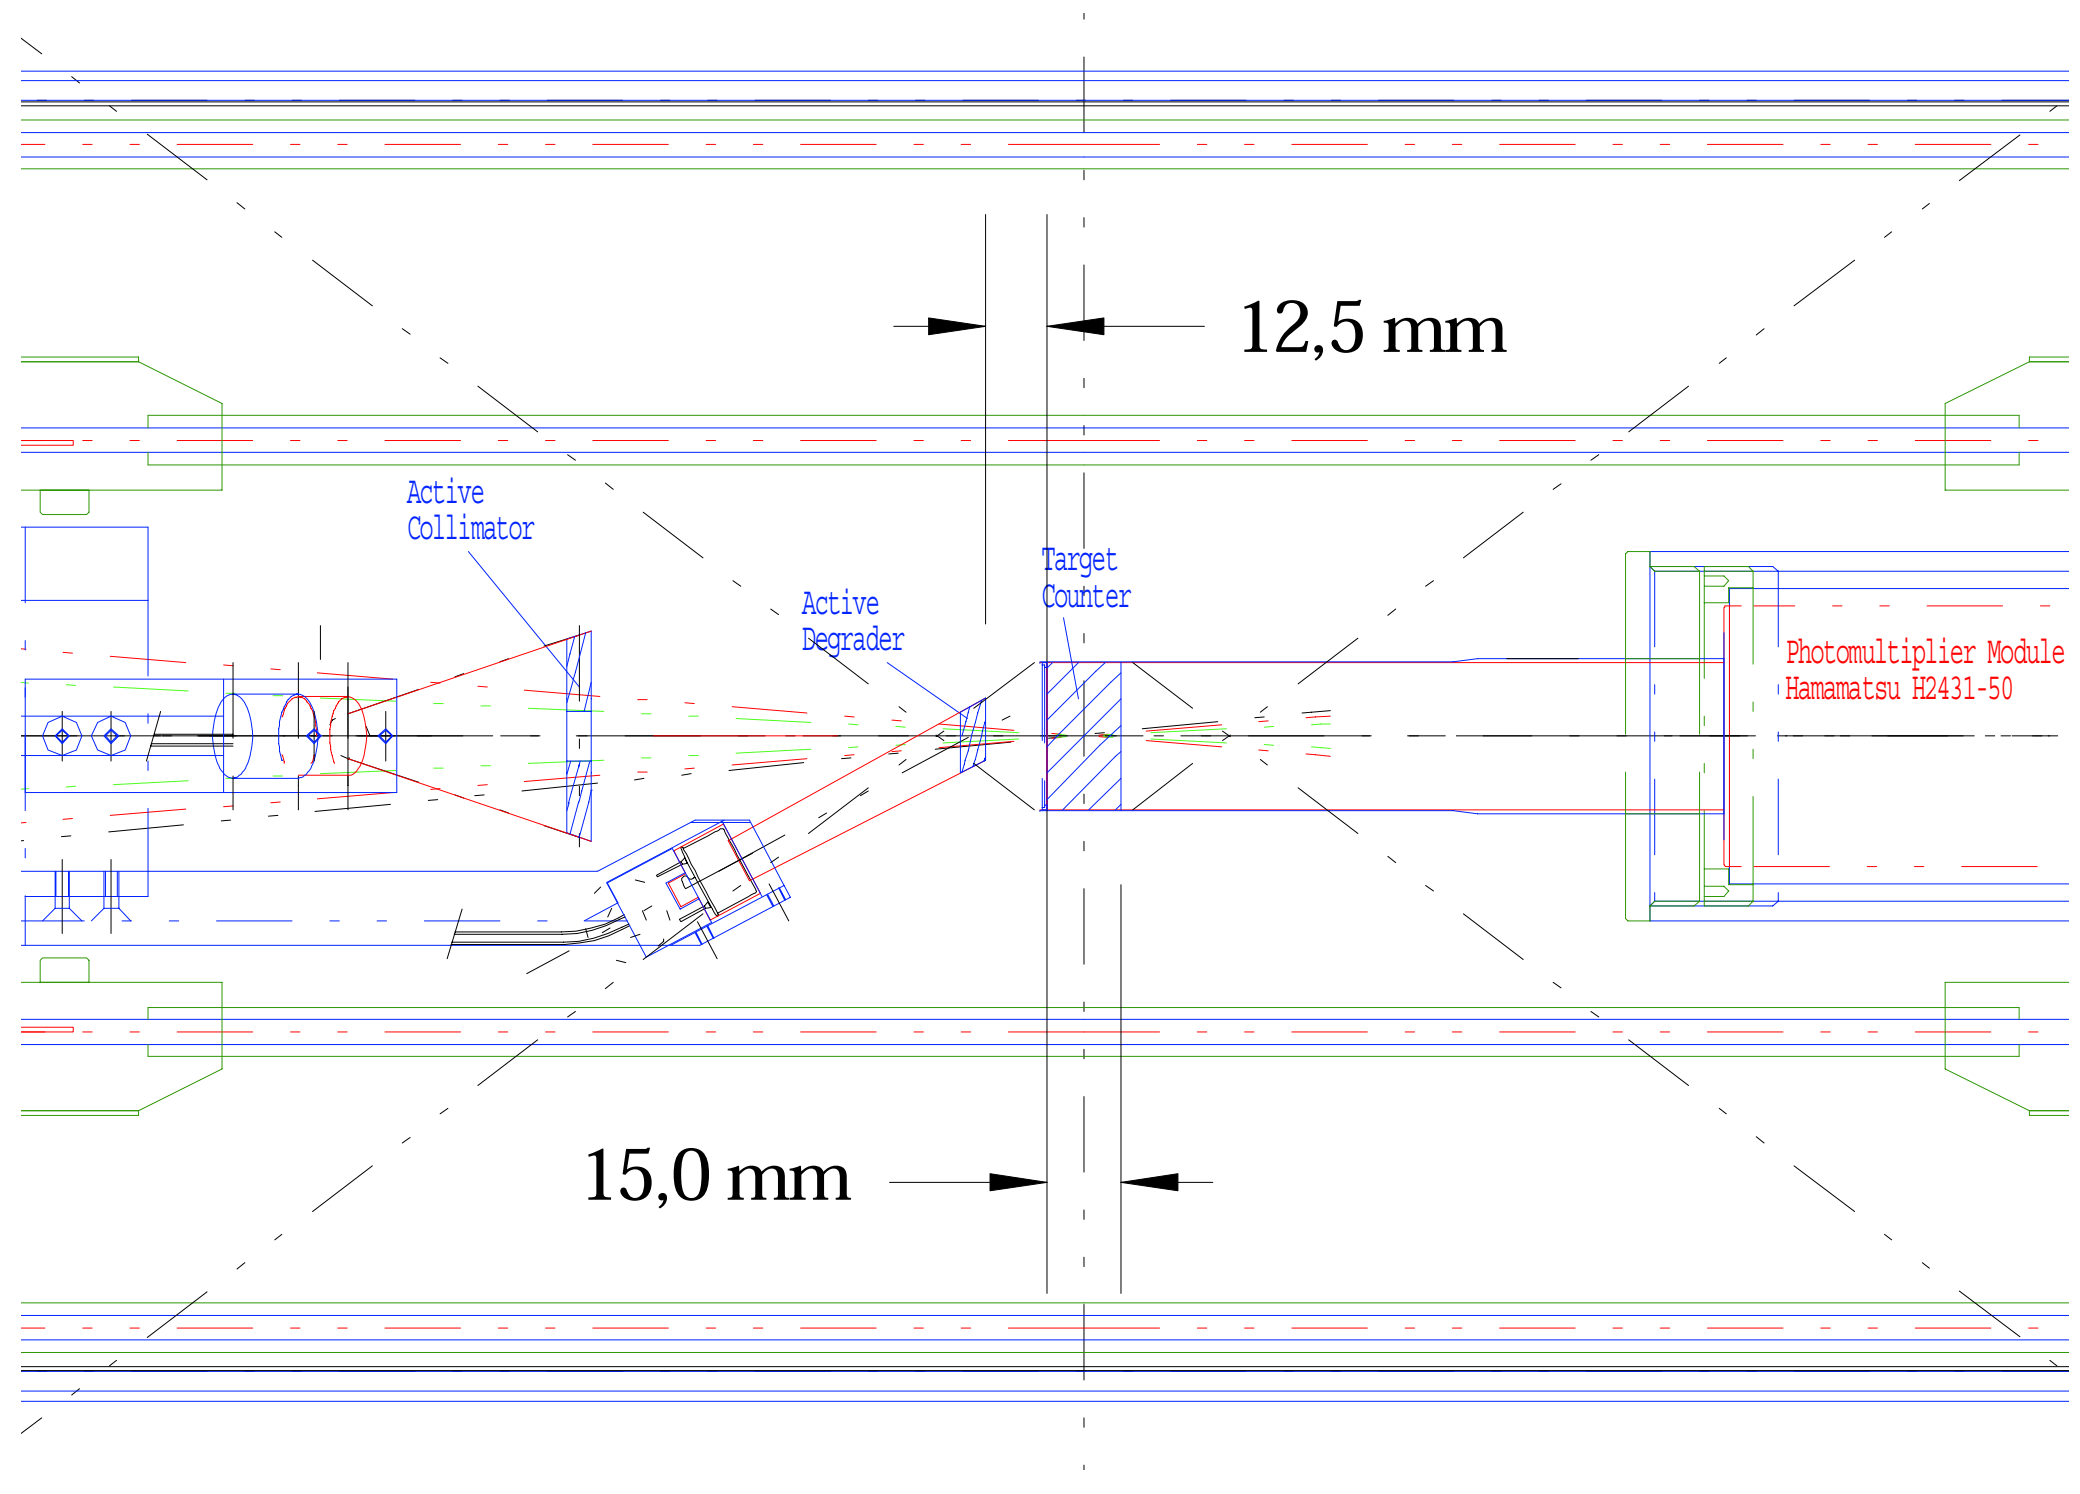 12,5 mm
Active
Collimator
Target
Counter
Active
Degrader
Photomultiplier Module
Hamamatsu H2431-50
15,0 mm